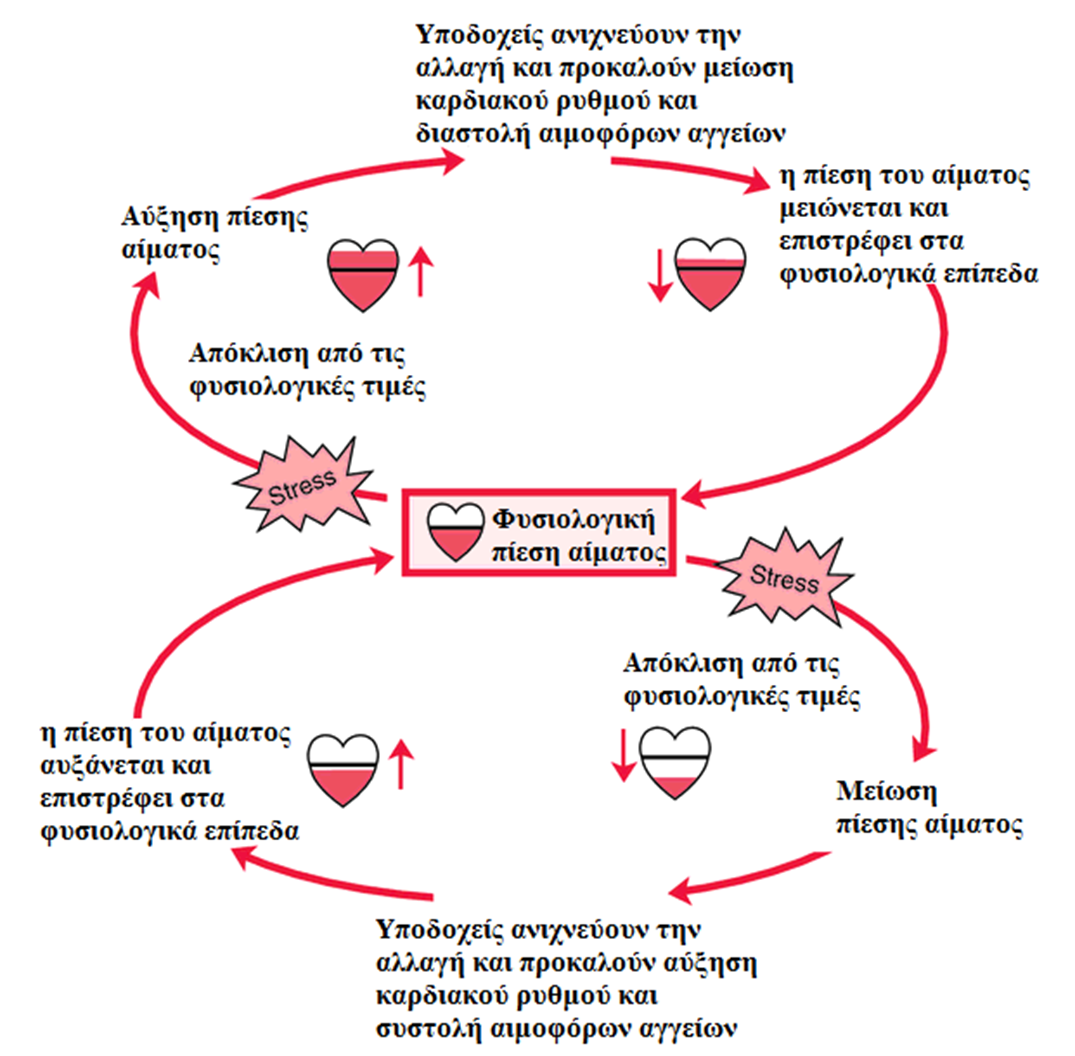 Υποδοχείς ανιχνεύουν την
αλλαγή και προκαλούν μείωση
καρδιακού ρυθμού και
διαστολή αιμοφόρων αγγείων
η πίεση του αίματος
μειώνεται και
επιστρέφει στα
φυσιολογικά επίπεδα
Αύξηση πίεσης
αίματος
Απόκλιση από τις
φυσιολογικές τιμές
Stress
Φυσιολογική
πίεση αίματος
Stress
Απόκλιση από τις
φυσιολογικές τιμές
η πίεση του αίματος
αυξάνεται και
επιστρέφει στα
φυσιολογικά επίπεδα
Μείωση
πίεσης αίματος
Υποδοχείς ανιχνεύουν την
αλλαγή και προκαλούν αύξηση
καρδιακού ρυθμού και
συστολή αιμοφόρων αγγείων